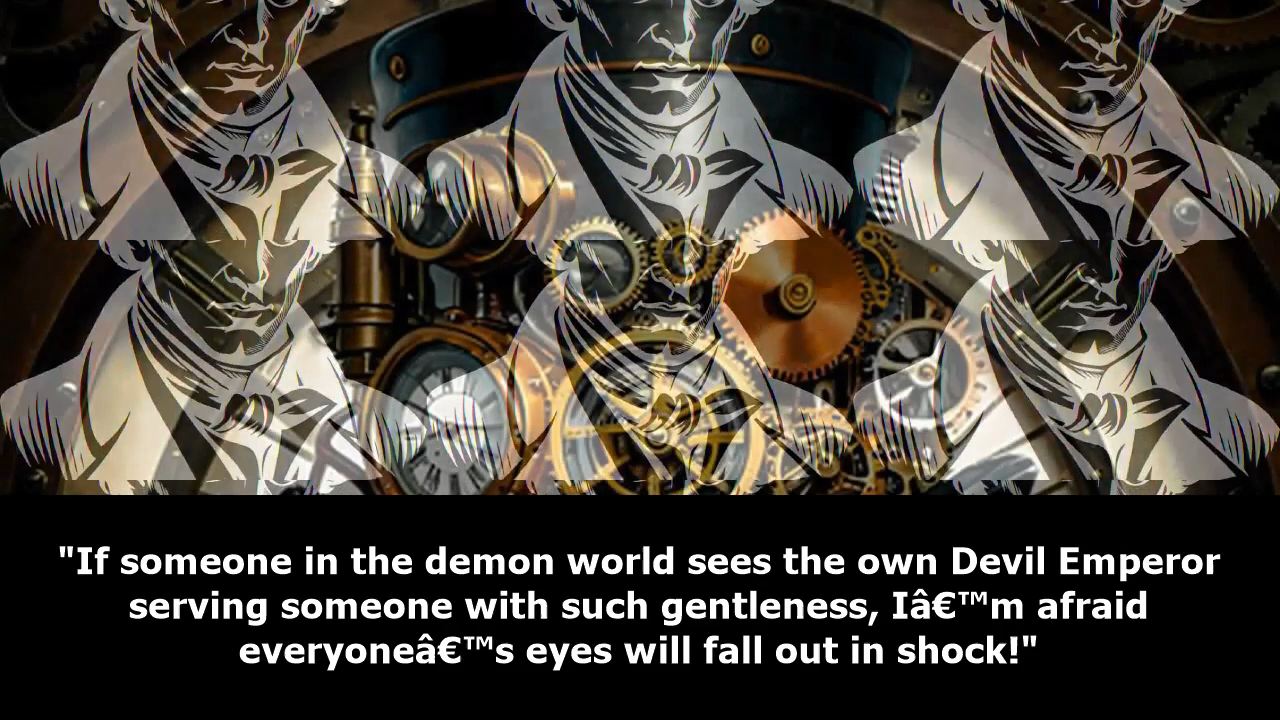 "If someone in the demon world sees the own Devil Emperor
serving someone with such gentleness, Iâ€™m afraid
everyoneâ€™s eyes will fall out in shock!"